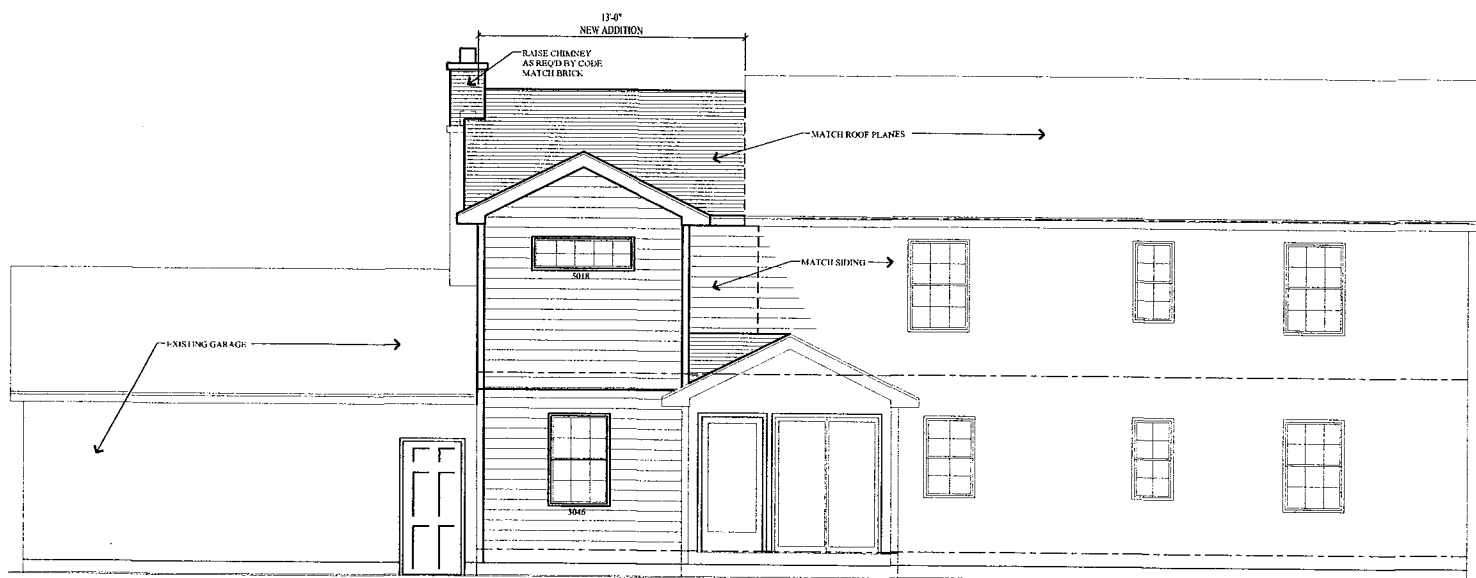 13'-0"
NEW ADDITION
RAISE CHIMNEY
AS REQ'D BY CODE
MATCH BRICK
MATCH ROOF PLANES
MATCH SIDING
5018
EXISTING GARAGE
3046